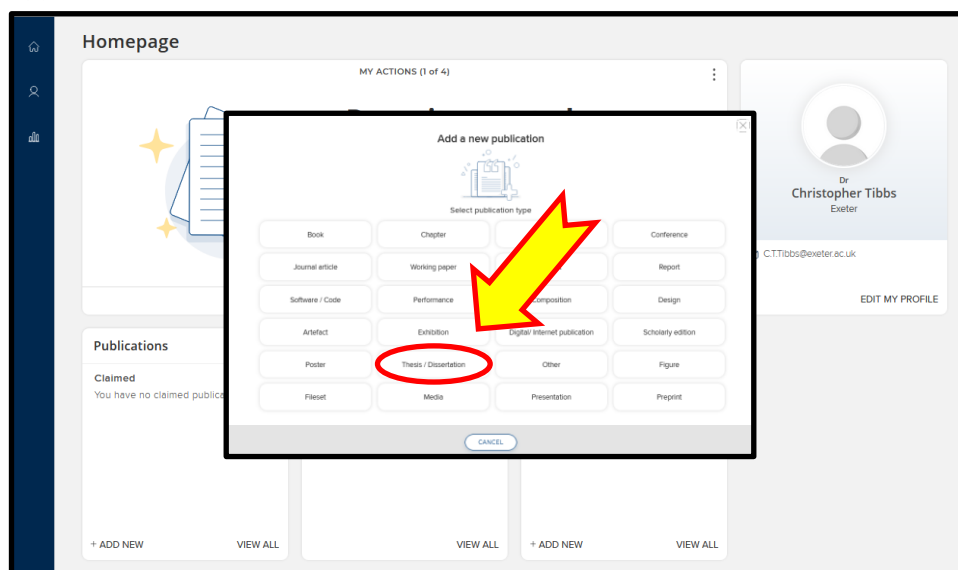 Homepage
MY ACTIONS (1 of 4)
Add a new publication
Select publication type
Book
Chapter
Conference
Journal article
Working paper
Report
Software / Code
Performance
Composition
Design
Artefact
Exhibition
Digital/ Internet publication
Scholarly edition
Poster
Thesis / Dissertation
Other
Figure
Fileset
Media
Presentation
Preprint
CANCEL
Dr
Christopher Tibbs
Exeter
C.T.Tibbs@exeter.ac.uk
EDIT MY PROFILE
Publications
Claimed
You have no claimed publica
+ ADD NEW
VIEW ALL
VIEW ALL
+ ADD NEW
VIEW ALL